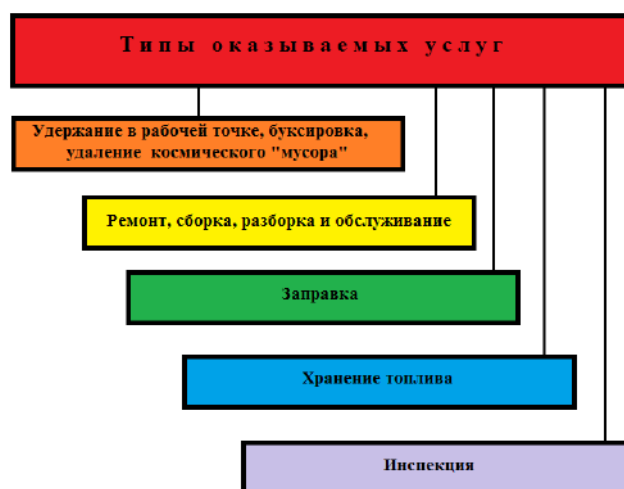 Типы оказываемых услуг
Удержание в рабочей точке, буксировка,
удаление космического "мусора"
Ремонт, сборка, разборка и обслуживание
Заправка
Хранение топлива
Инспекция